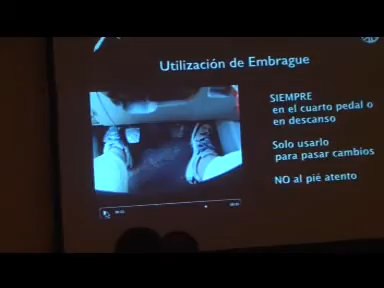 Utilización de Embrague
SIEMPRE
en el cuarto pedal o
en descanso
Solo usarlo
para pasar cambios
NO al pié atento